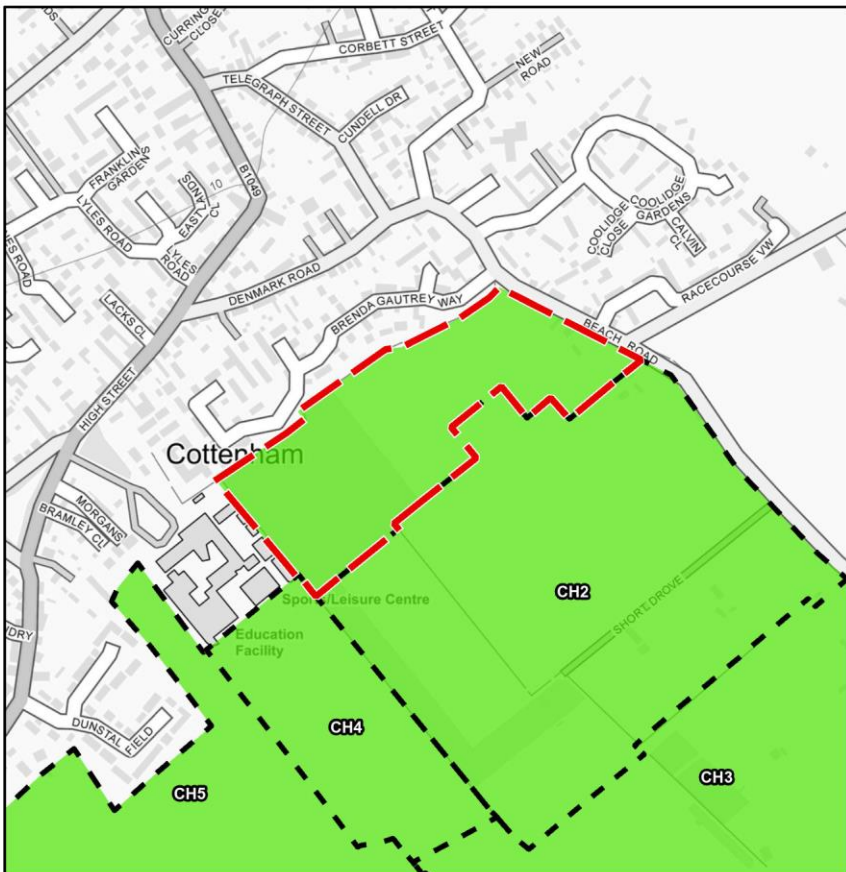 CURRING
CLOSE
CORBETT STREET
NEW
ROAD
TELEGRAPH STREET
CUNDELL DR
B1049
FRANKLIN
GARDENS
10
EASTLANDS
LYLES ROAD
LYLES
ROAD
COOLIDGE
CLOSE
COOLIDGE
GARDENS
CALVIN
CL
RACECOURSE VW
DENMARK ROAD
BRENDA GAUTREY WAY
LACKS CL
BEACH ROAD
HIGH STREET
Cottenham
MORGANS
BRAMLEY CL
CH2
SHORT DROVE
Sports/Leisure Centre
Education
Facility
DUNSTAL
FIELD
CH4
CH3
CH5